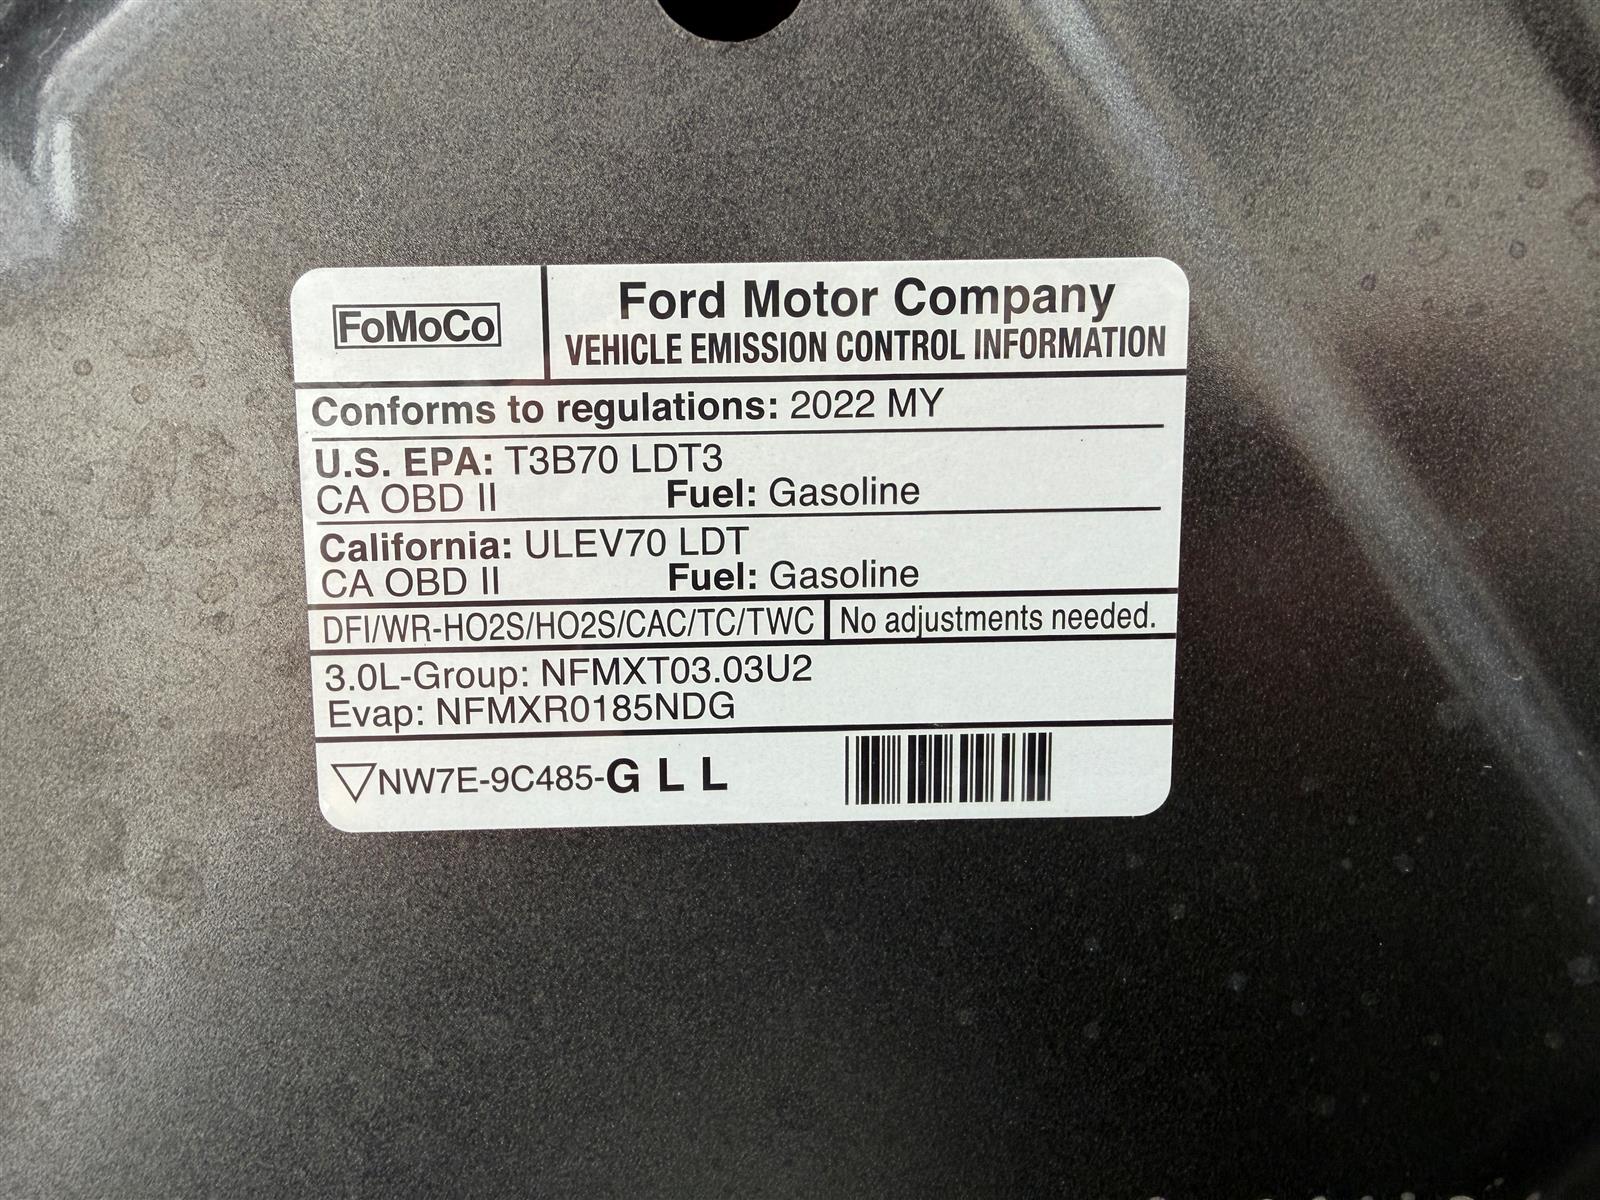 FoMoCo
Ford Motor Company
VEHICLE EMISSION CONTROL INFORMATION
Conforms to regulations: 2022 MY
U.S. EPA: T3B70 LDT3
CA OBD II Fuel: Gasoline
California: ULEV70 LDT
CA OBD II Fuel: Gasoline
DFI/WR-HO2S/HO2S/CAC/TC/TWC No adjustments needed.
3.0L-Group: NFMXT03.03U2
Evap: NFMXR0185NDG
NW7E-9C485-G L L